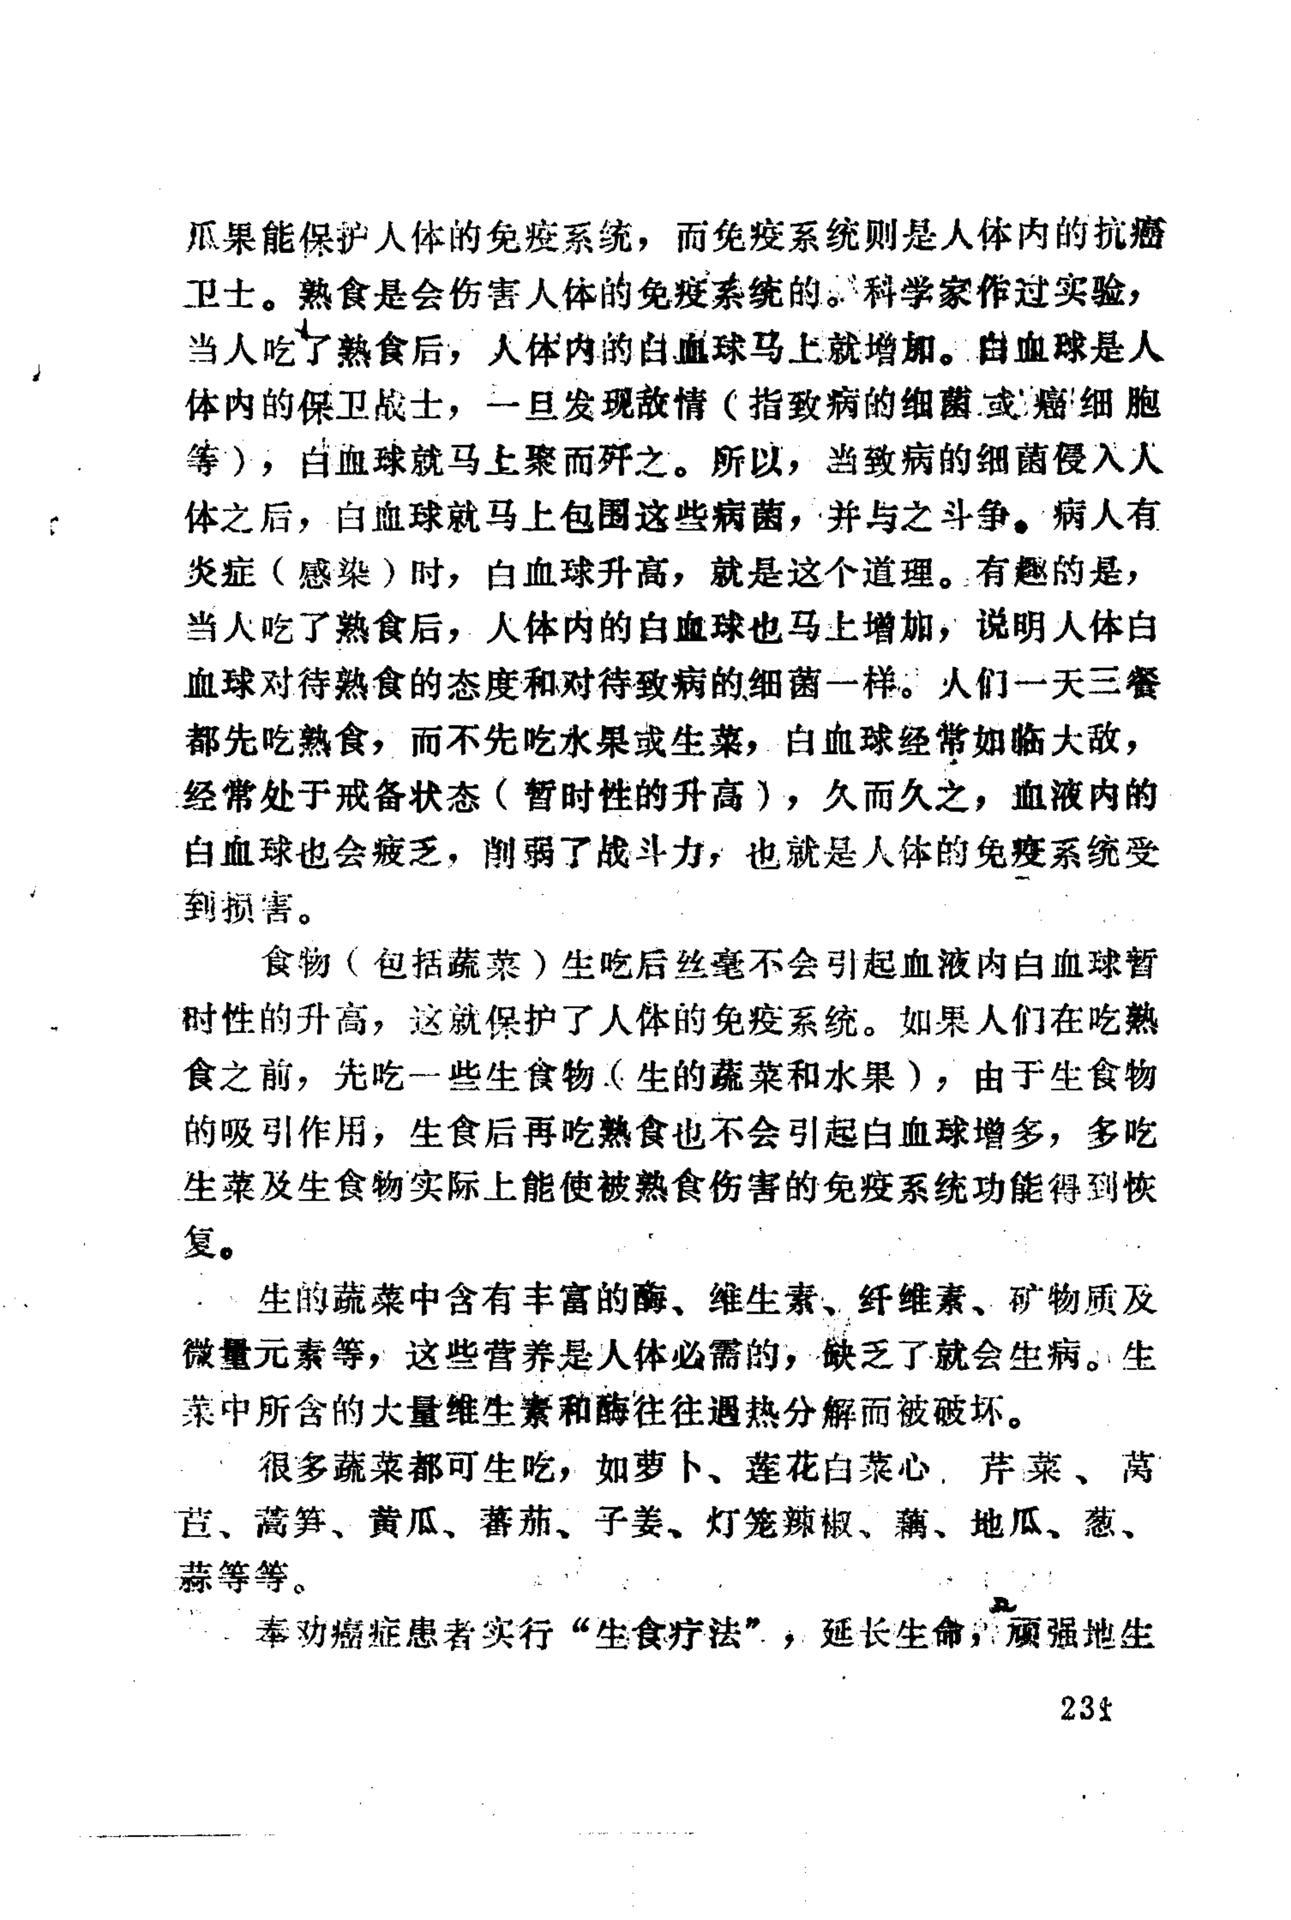 瓜果能保护人体的免疫系统，而免疫系统则是人体内的抗癌
卫士。熟食是会伤害人体的免疫系统的。科学家作过实验，
当人吃了熟食后，人体内的白血球马上就增加。白血球是人
体内的保卫战士，一旦发现敌情（指致病的细菌或癌细胞
等），白血球就马上聚而歼之。所以，当致病的细菌侵入人
体之后，白血球就马上包围这些病菌，并与之斗争。病人有
炎症（感染）时，白血球升高，就是这个道理。有趣的是，
当人吃了熟食后，人体内的白血球也马上增加，说明人体白
血球对待熟食的态度和对待致病的细菌一样。人们一天三餐
都先吃熟食，而不先吃水果或生菜，白血球经常如临大敌，
经常处于戒备状态（暂时性的升高），久而久之，血液内的
白血球也会疲乏，削弱了战斗力，也就是人体的免疫系统受
到损害。
食物（包括蔬菜）生吃后丝毫不会引起血液内白血球暂
时性的升高，这就保护了人体的免疫系统。如果人们在吃熟
食之前，先吃一些生食物（生的蔬菜和水果），由于生食物
的吸引作用，生食后再吃熟食也不会引起白血球增多，多吃
生菜及生食物实际上能使被熟食伤害的免疫系统功能得到恢
复。
生的蔬菜中含有丰富的酶、维生素、纤维素、矿物质及
微量元素等，这些营养是人体必需的，缺乏了就会生病。生
菜中所含的大量维生素和酶往往遇热分解而被破坏。
很多蔬菜都可生吃，如萝卜、莲花白菜心、芹菜、莴
苣、莴笋、黄瓜、蕃茄、子姜、灯笼辣椒、藕、地瓜、葱、
蒜等等。
奉劝癌症患者实行“生食疗法”，延长生命，顽强地生
231